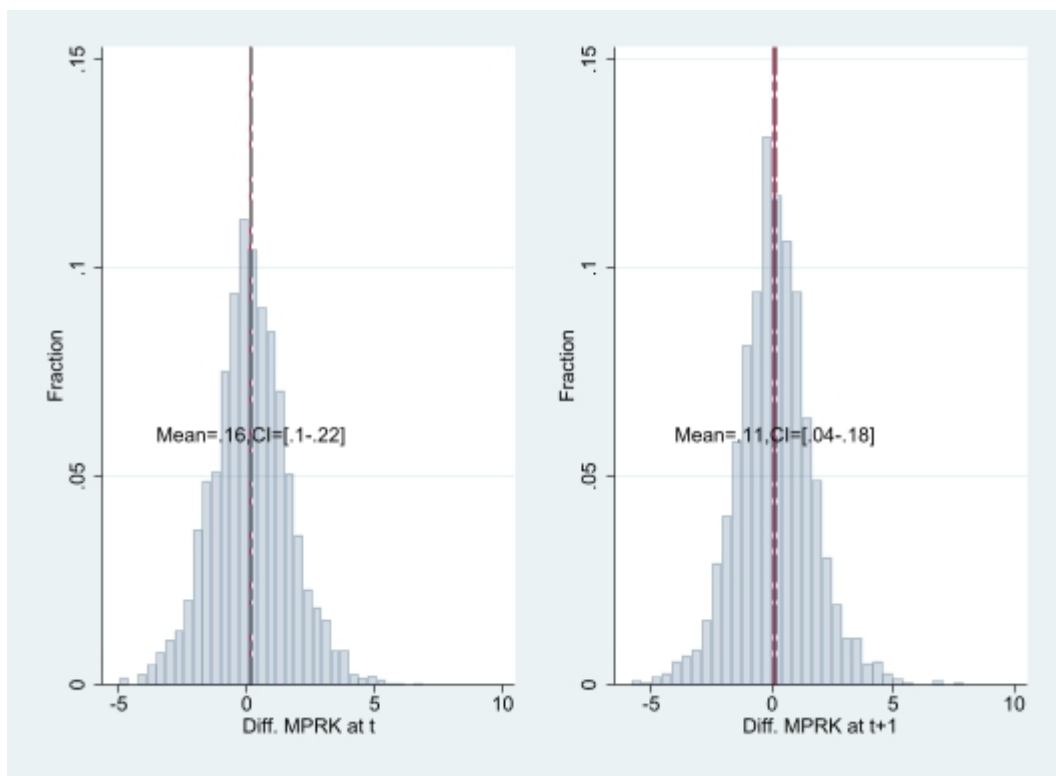 .15
.1
.05
0
Fraction
Mean=.16,CI=[.1-.22]
-5 0 5 10
Diff. MPRK at t
.15
.1
.05
0
Fraction
Mean=.11,CI=[.04-.18]
-5 0 5 10
Diff. MPRK at t+1